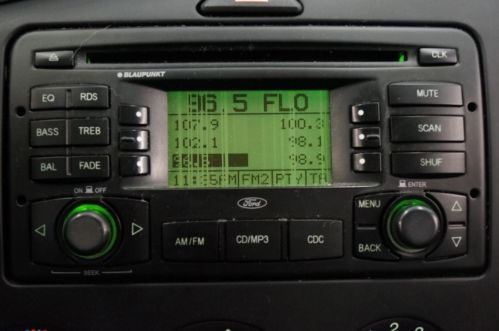 CLK
BLAUPUNKT
EQ RDS
MUTE
96.5 FLO
107.9 100.3
BASS TREB
SCAN
102.1 98.1
BAL FADE
SHUF
98.9
AM FM2 PTY TA
ON OFF
ENTER
Ford
MENU
AM/FM CD/MP3 CDC
BACK
SEEK